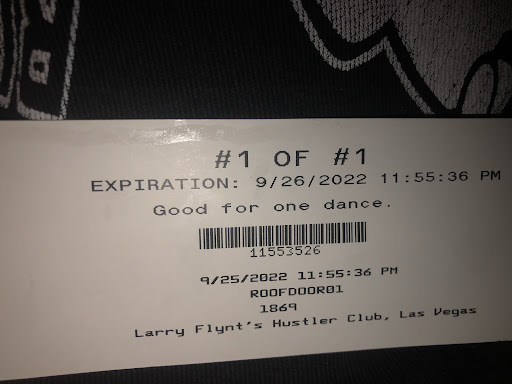 #1 OF #1
EXPIRATION: 9/26/2022 11:55:36 PM
Good for one dance.
11553526
9/25/2022 11:55:36 PM
ROOFDOOR01
1869
Larry Flynt's Hustler Club, Las Vegas